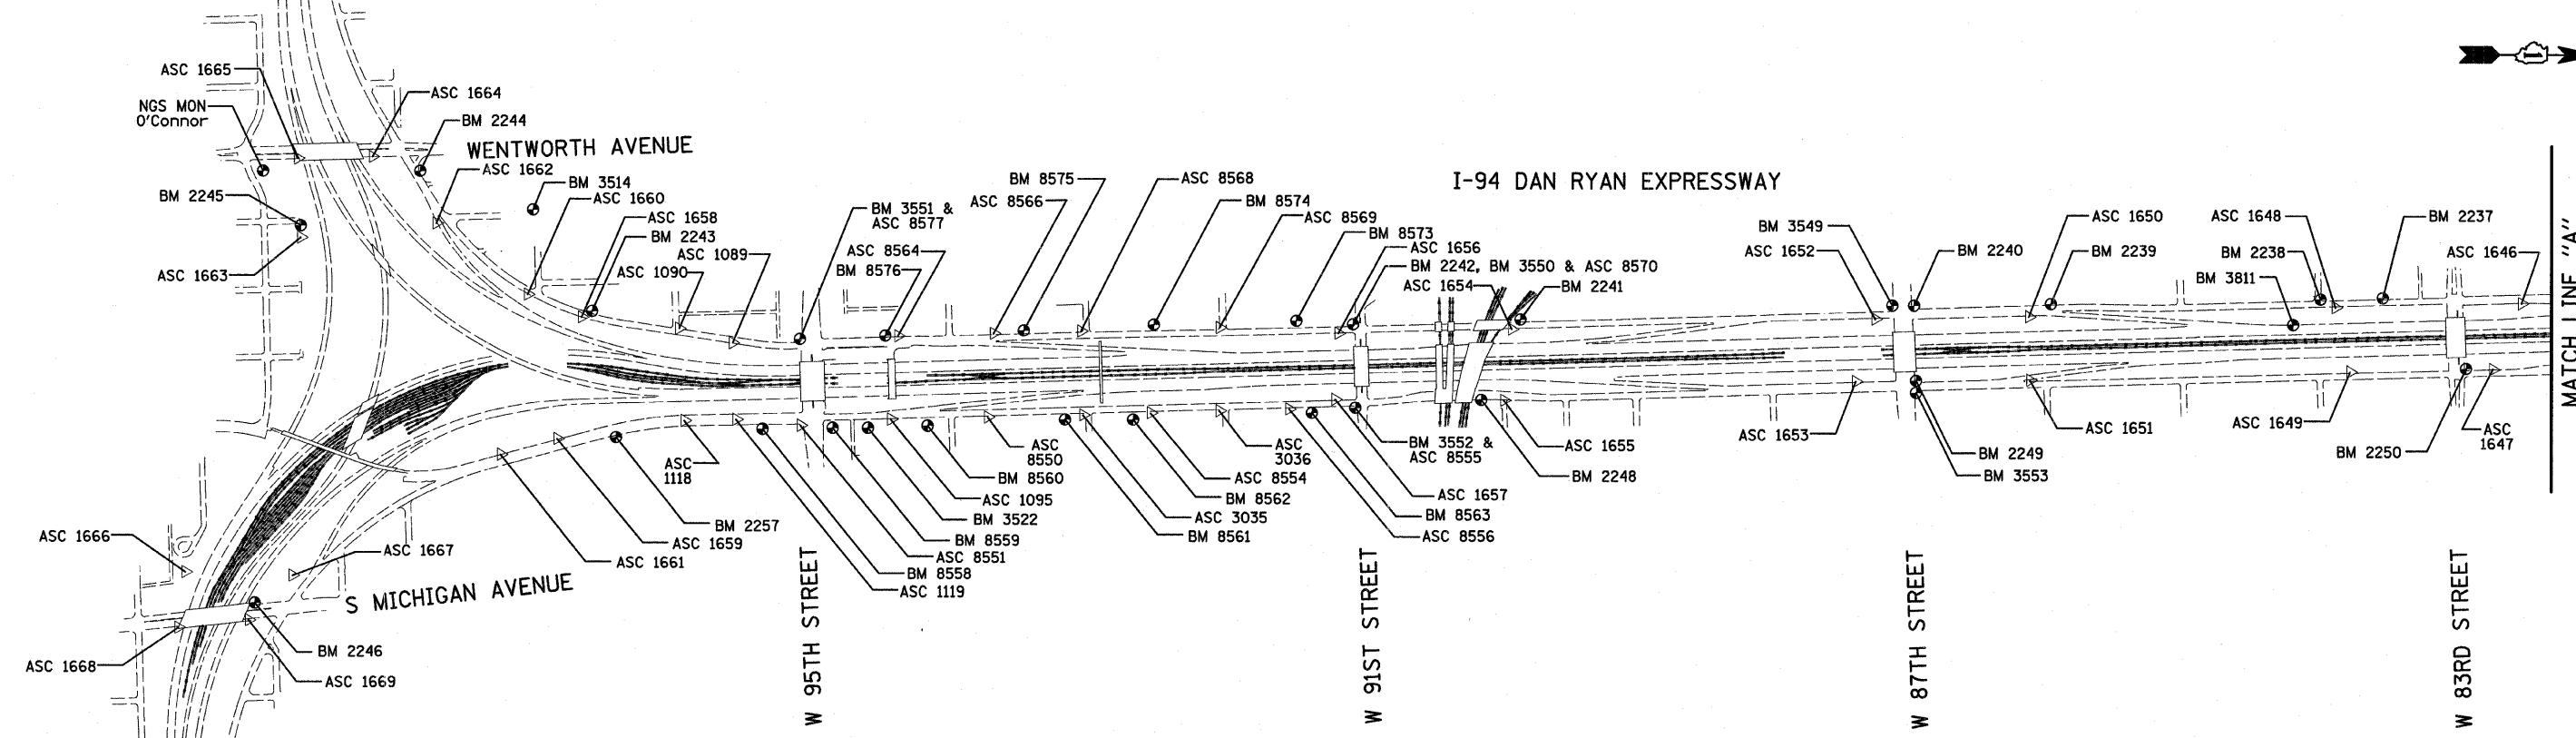 ASC 1665
NGS MON
O'Connor
ASC 1664
BM 2244
WENTWORTH AVENUE
ASC 1662
BM 2245
BM 3514
ASC 1660
ASC 1658
BM 2243
ASC 1089
ASC 1090
ASC 1663
BM 3551 &
ASC 8577
ASC 8564
BM 8576
BM 8575
ASC 8566
ASC 8568
BM 8574
ASC 8569
BM 8573
ASC 1656
BM 2242, BM 3550 & ASC 8570
ASC 1654
BM 2241
I-94 DAN RYAN EXPRESSWAY
BM 3549
ASC 1652
BM 2240
ASC 1650
BM 2239
ASC 1648
BM 2238
BM 3811
BM 2237
ASC 1646
MATCH LINE "A"
ASC 1666
ASC 1667
S MICHIGAN AVENUE
BM 2246
ASC 1668
ASC 1669
ASC
1118
BM 2257
ASC 1659
ASC 1661
W 95TH STREET
ASC
8550
BM 8560
ASC 1095
BM 3522
BM 8559
ASC 8551
BM 8558
ASC 1119
ASC
3036
ASC 8554
BM 8562
ASC 3035
BM 8561
W 91ST STREET
BM 3552 &
ASC 8555
ASC 1657
BM 8563
ASC 8556
ASC 1655
BM 2248
ASC 1653
BM 2249
BM 3553
W 87TH STREET
ASC 1651
ASC 1649
BM 2250
ASC
1647
W 83RD STREET